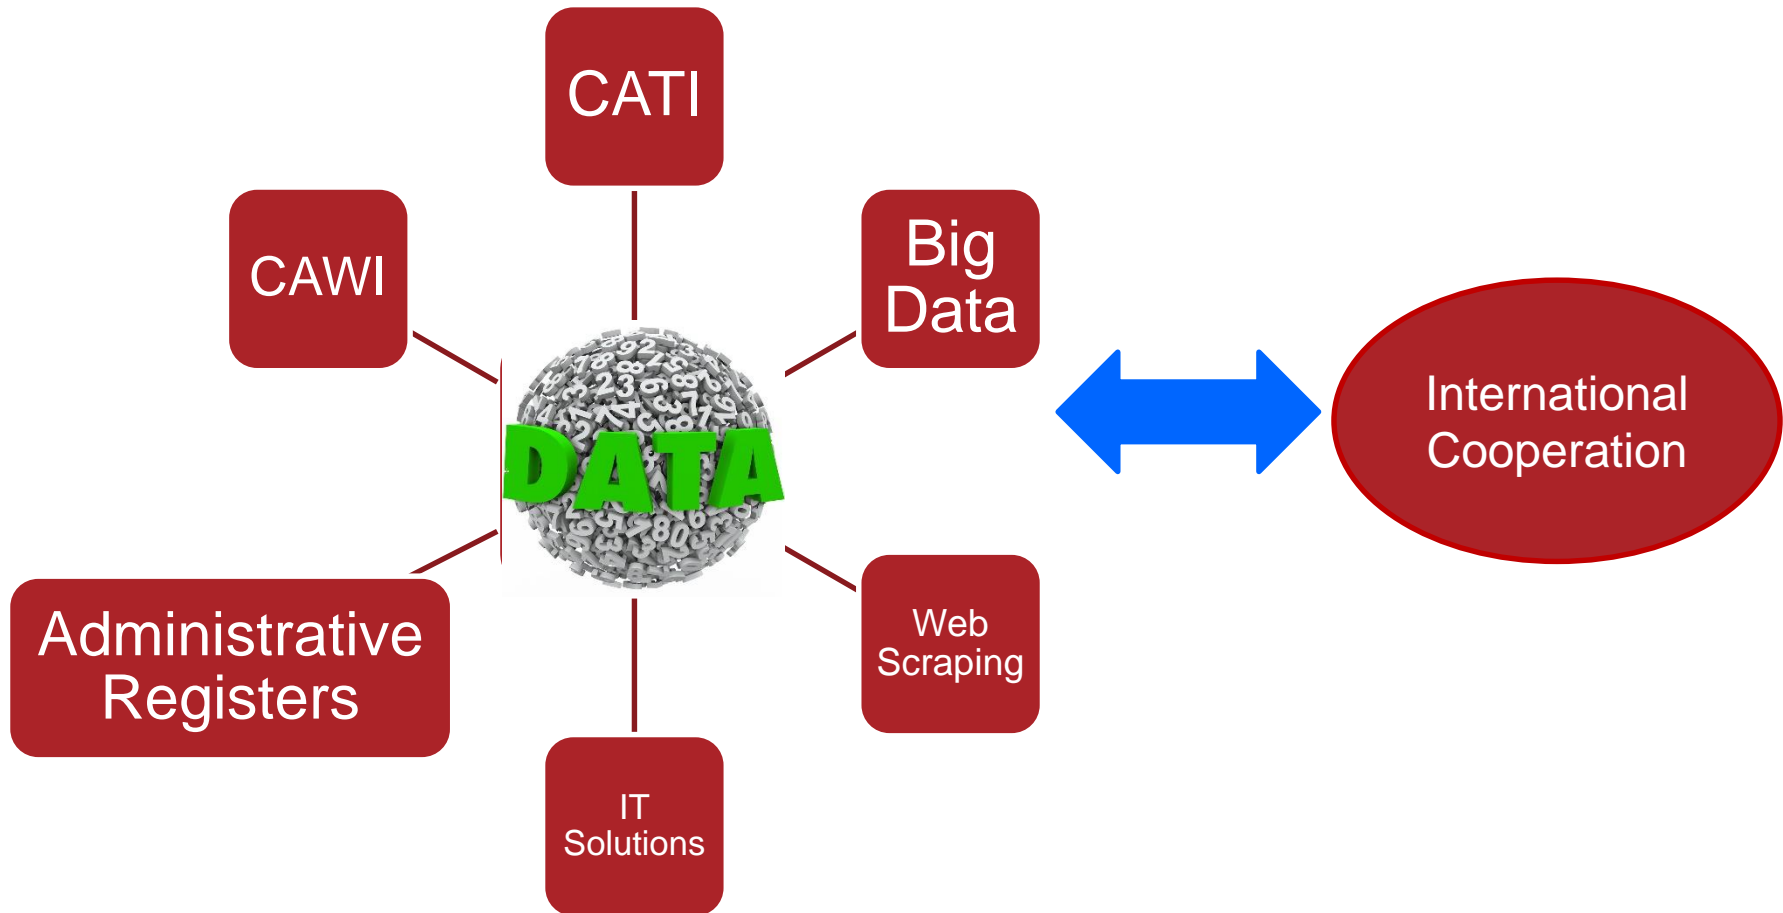 CATI
CAWI
Big
Data
DATA
International
Cooperation
Administrative
Registers
Web
Scraping
IT
Solutions